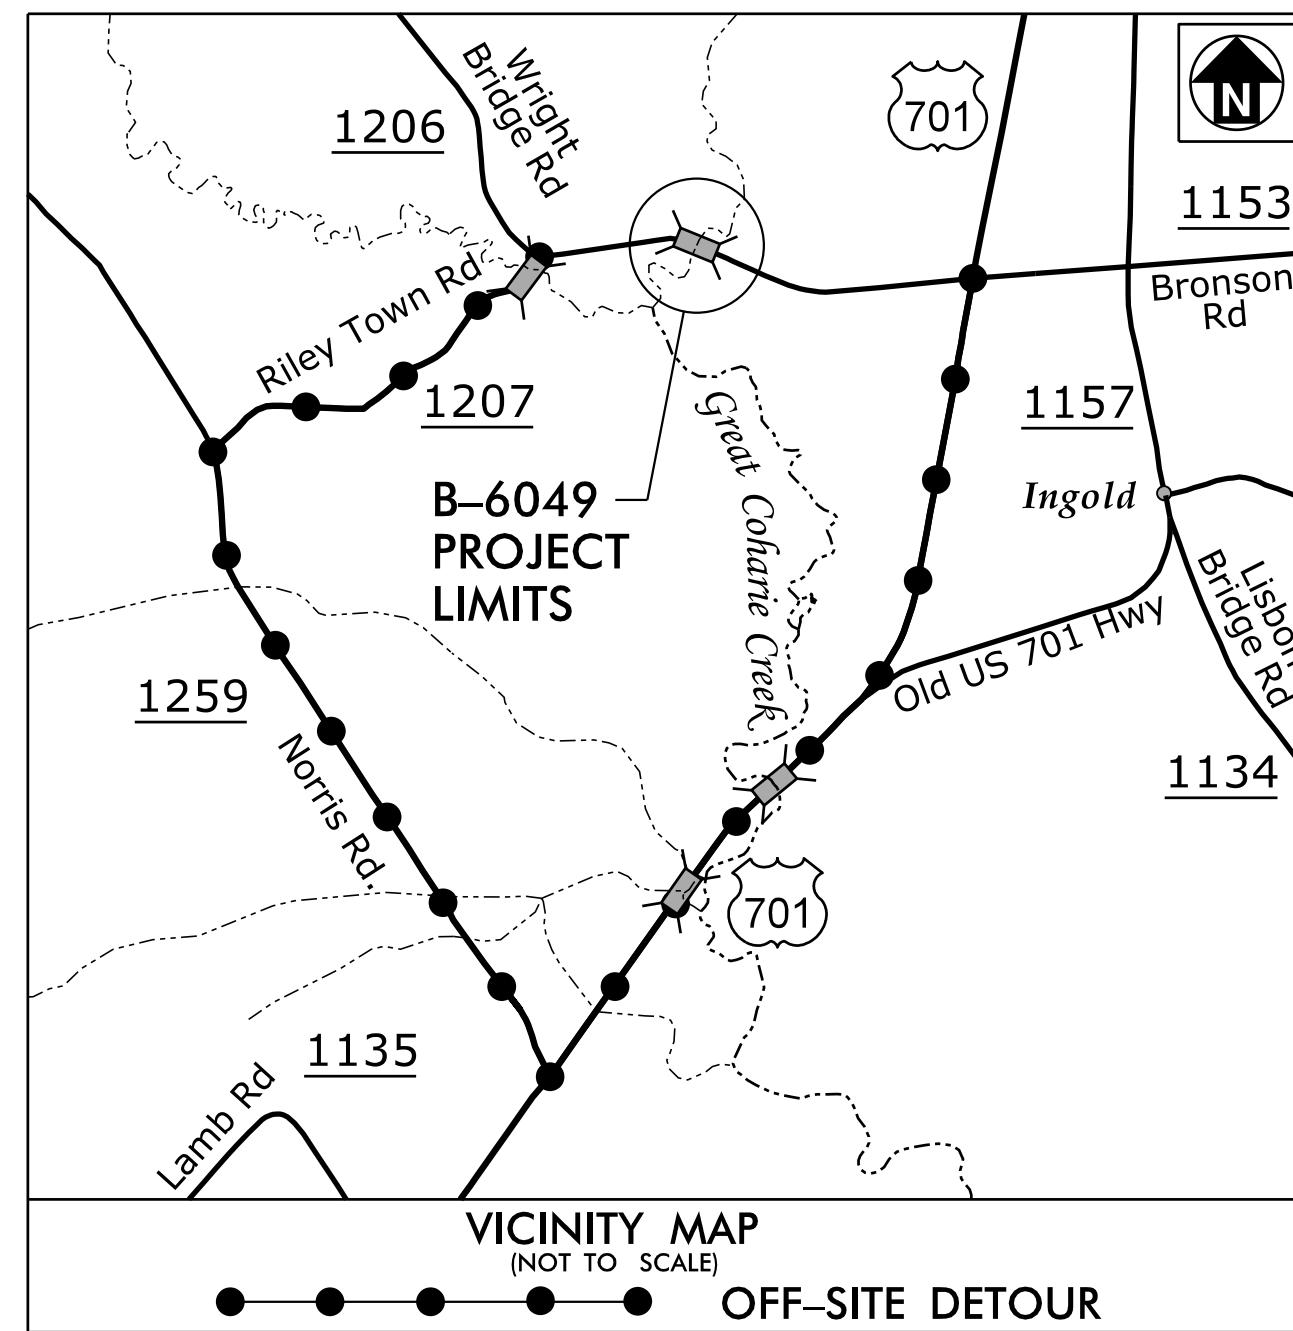 Wright
Bridge Rd
1206
701
N
1153
Bronson
Rd
Riley Town Rd
1207
1157
Great Coharie Creek
Ingold
B–6049
PROJECT
LIMITS
Lisbon
Bridge Rd
Old US 701 Hwy
1259
Norris Rd.
1134
701
1135
Lamb Rd
VICINITY MAP
(NOT TO SCALE)
OFF–SITE DETOUR